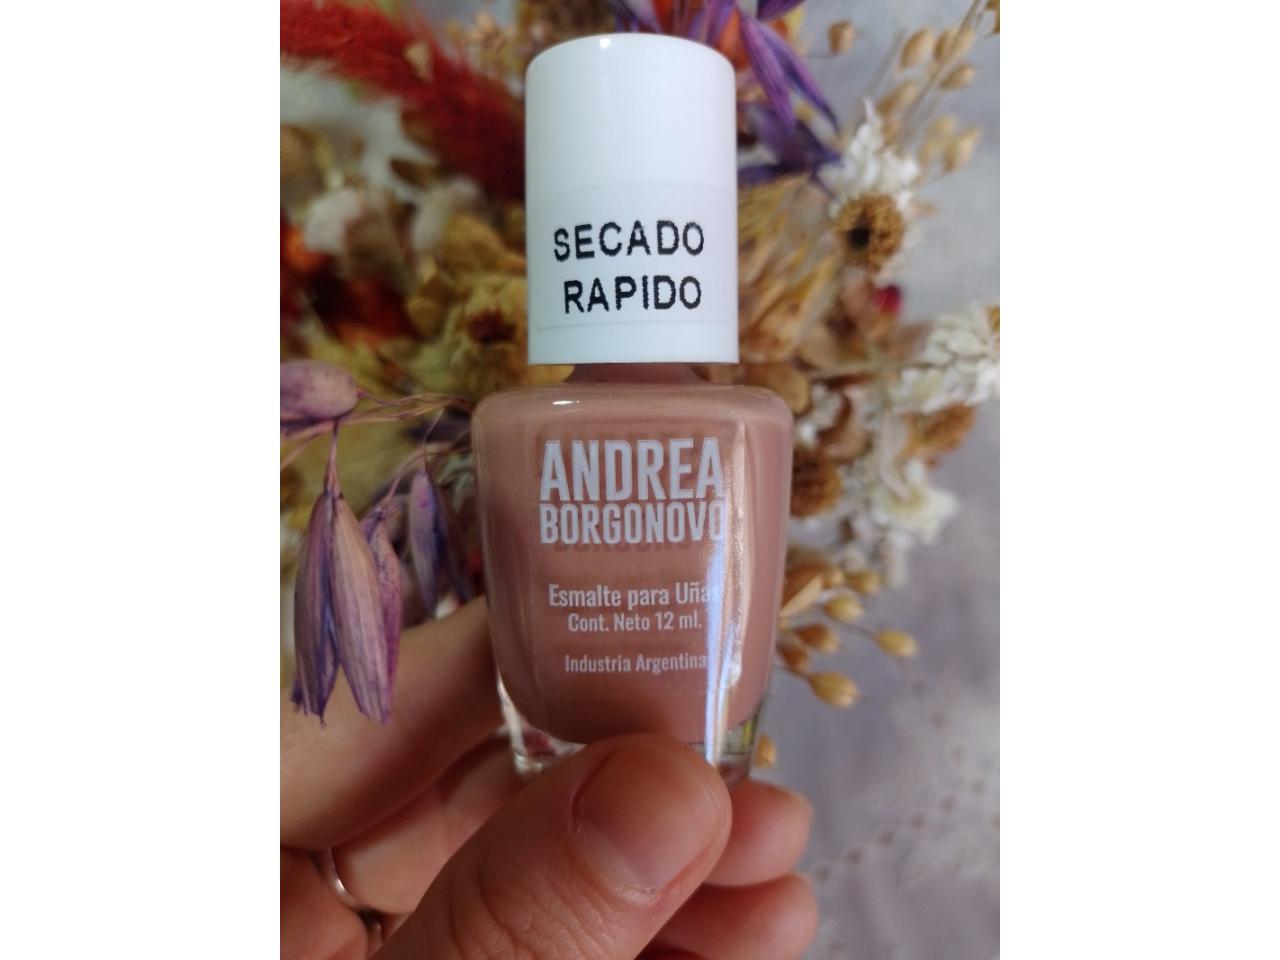 SECADO
RAPIDO
ANDREA
BORGONOVO
Esmalte para Uñas
Cont. Neto 12 ml.
Industria Argentina